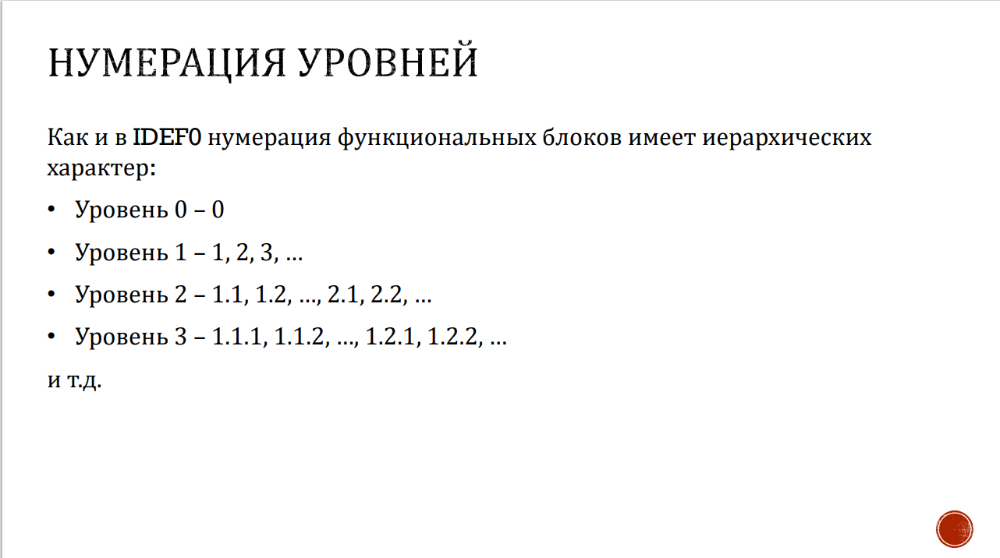 НУМЕРАЦИЯ УРОВНЕЙ
Как и в IDEF0 нумерация функциональных блоков имеет иерархических
характер:
• Уровень 0 – 0
• Уровень 1 – 1, 2, 3, …
• Уровень 2 – 1.1, 1.2, …, 2.1, 2.2, …
• Уровень 3 – 1.1.1, 1.1.2, …, 1.2.1, 1.2.2, …
и т.д.